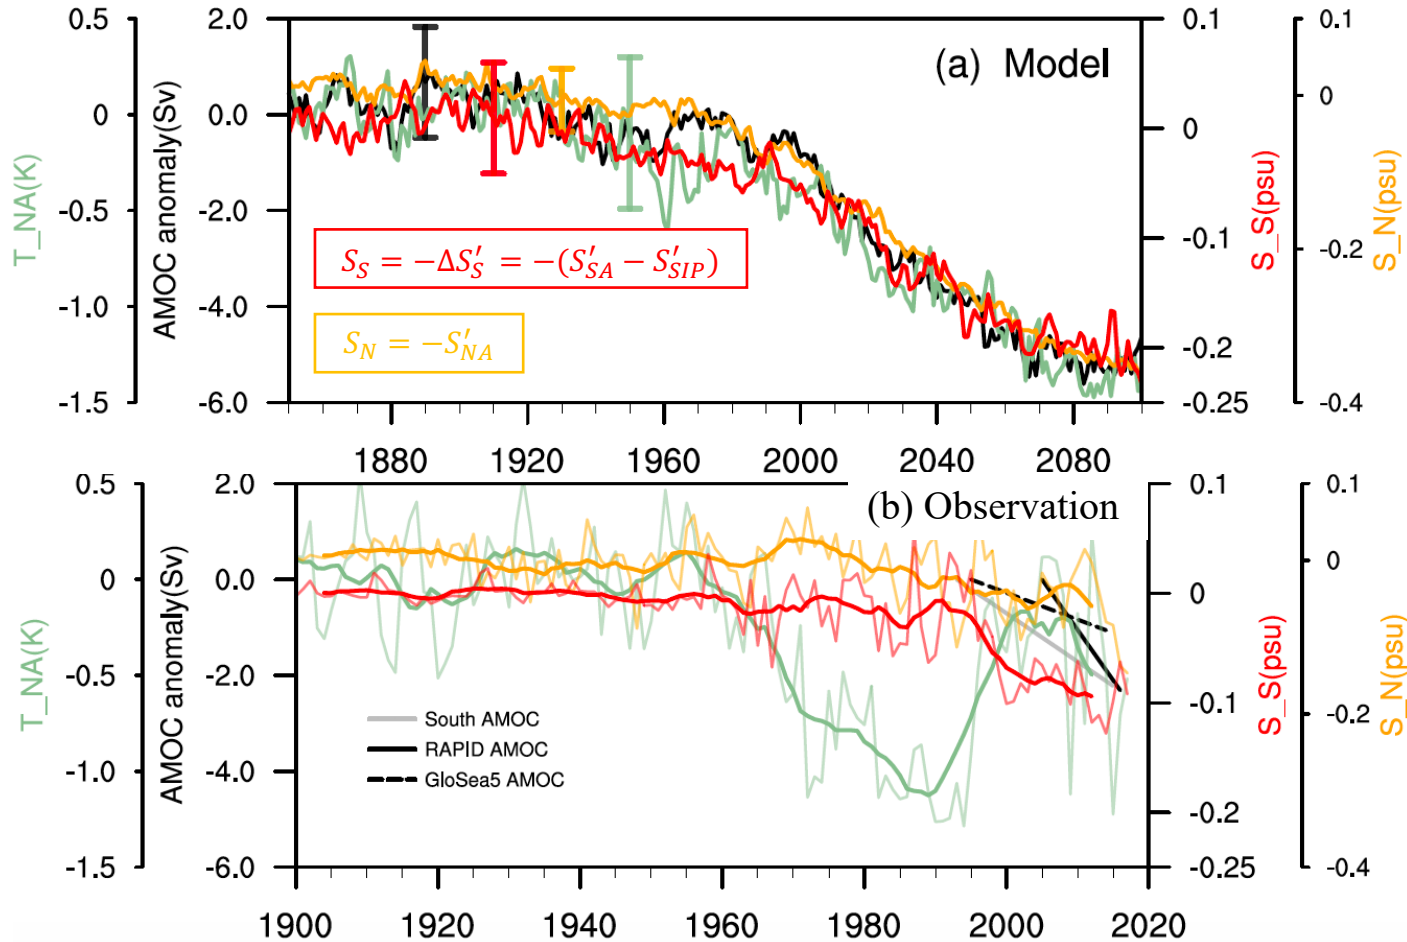 (a) Model
0.5
0
-0.5
-1.0
-1.5
T_NA(K)
2.0
0.0
-2.0
-4.0
-6.0
AMOC anomaly(Sv)
S_S = −ΔS′_S = −(S′_SA − S′_SIP)
S_N = −S′_NA
0.1
0
-0.1
-0.2
-0.25
S_S(psu)
0.1
0
-0.2
-0.4
S_N(psu)
1880 1920 1960 2000 2040 2080
(b) Observation
0.5
0
-0.5
-1.0
-1.5
T_NA(K)
2.0
0.0
-2.0
-4.0
-6.0
AMOC anomaly(Sv)
South AMOC
RAPID AMOC
GloSea5 AMOC
0.1
0
-0.1
-0.2
-0.25
S_S(psu)
0.1
0
-0.2
-0.4
S_N(psu)
1900 1920 1940 1960 1980 2000 2020